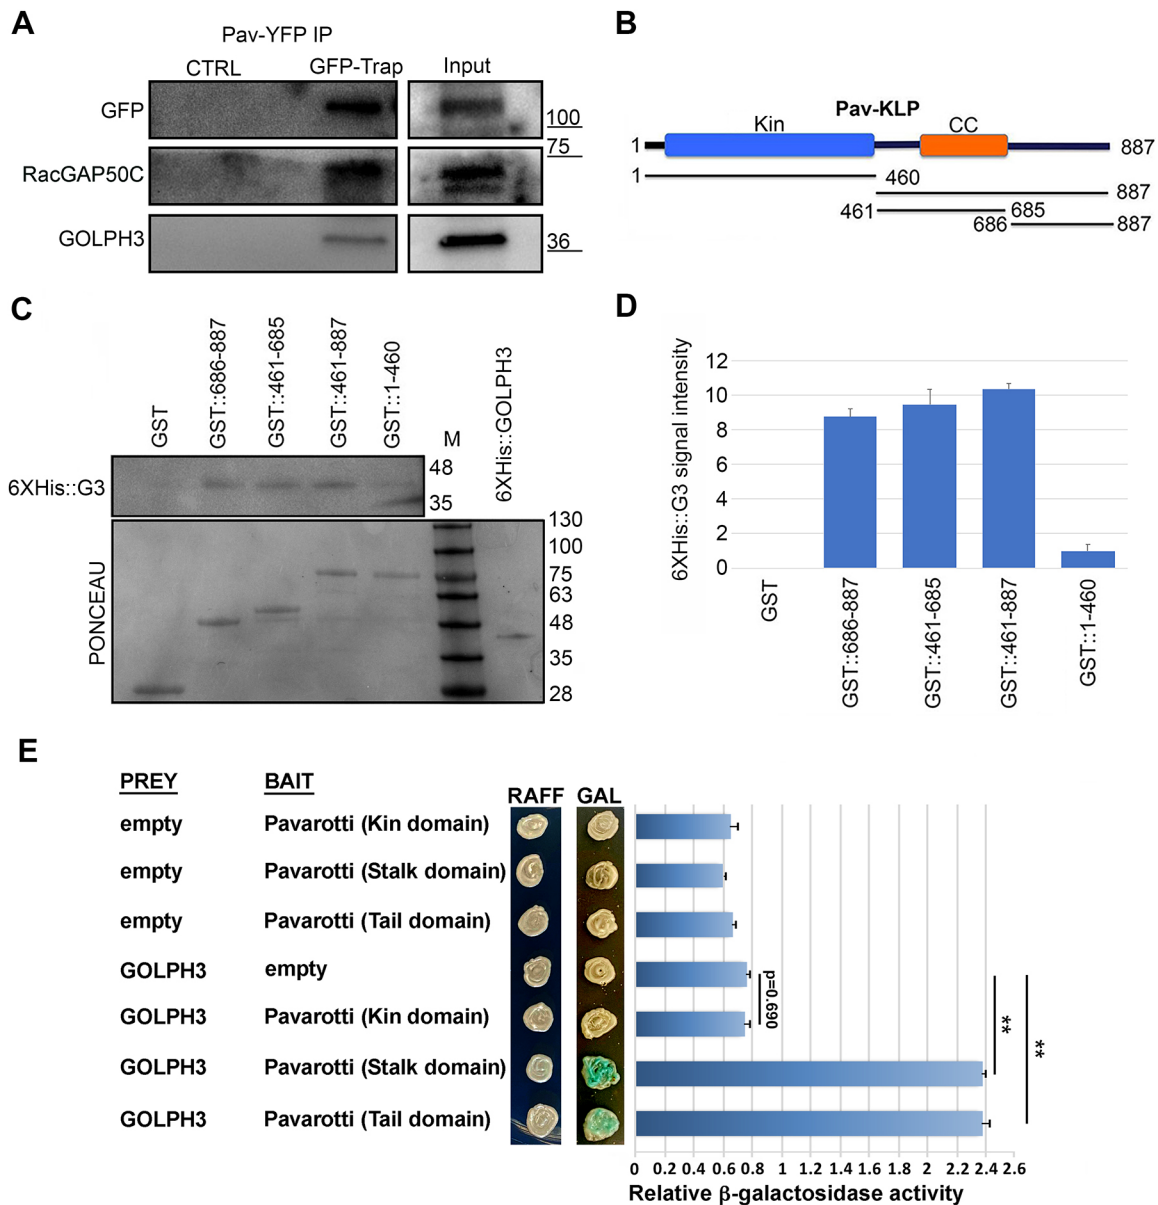 A
Pav-YFP IP
CTRL GFP-Trap Input
GFP
100
75
RacGAP50C
GOLPH3
36
B
Pav-KLP
Kin CC
1 887
1 460
887
461 685
686 887
C
GST
GST::686-887
GST::461-685
GST::461-887
GST::1-460
M
6XHis::GOLPH3
6XHis::G3
48
35
PONCEAU
130
100
75
63
48
35
28
D
6XHis::G3 signal intensity
12
10
8
6
4
2
0
GST
GST::686-887
GST::461-685
GST::461-887
GST::1-460
E
PREY BAIT RAFF GAL
empty Pavarotti (Kin domain)
empty Pavarotti (Stalk domain)
empty Pavarotti (Tail domain)
GOLPH3 empty
GOLPH3 Pavarotti (Kin domain)
GOLPH3 Pavarotti (Stalk domain)
GOLPH3 Pavarotti (Tail domain)
p=0.690
**
**
0 0.2 0.4 0.6 0.8 1 1.2 1.4 1.6 1.8 2 2.2 2.4 2.6
Relative β-galactosidase activity